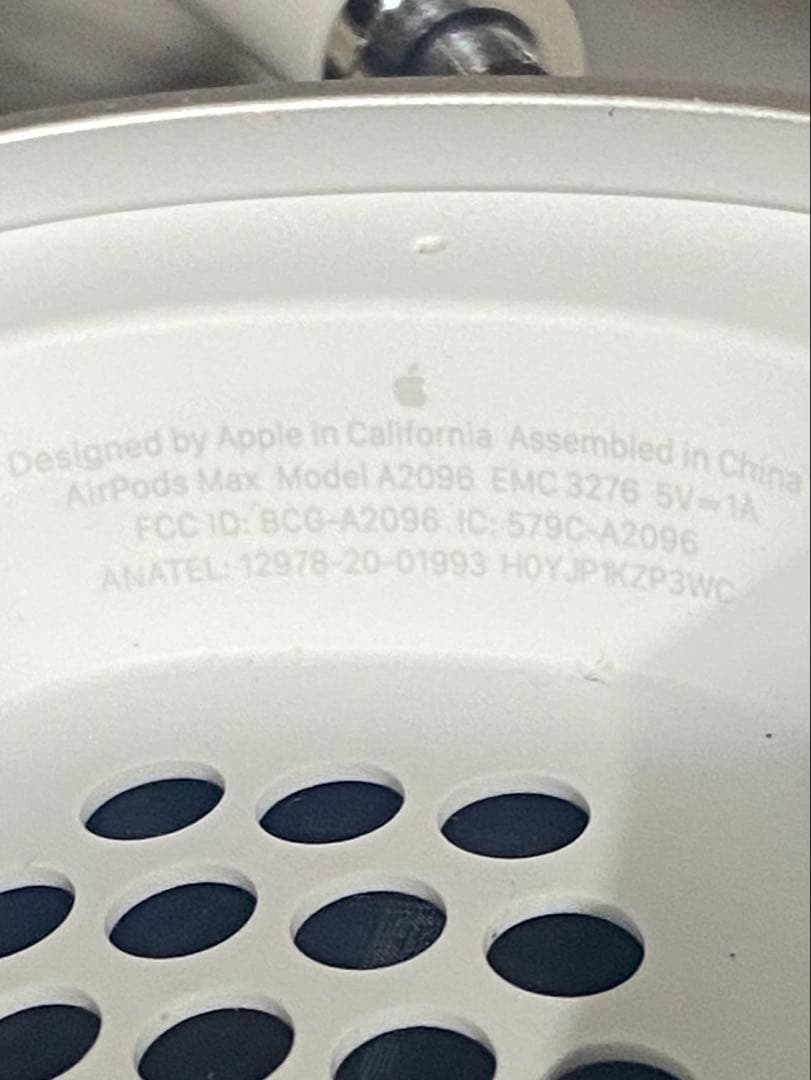 Designed by Apple in California Assembled in China
AirPods Max Model A2096 EMC 3276 5V⎓1A
FCC ID: BCG-A2096 IC: 579C-A2096
ANATEL: 12978-20-01993 H0YJP1KZP3WC